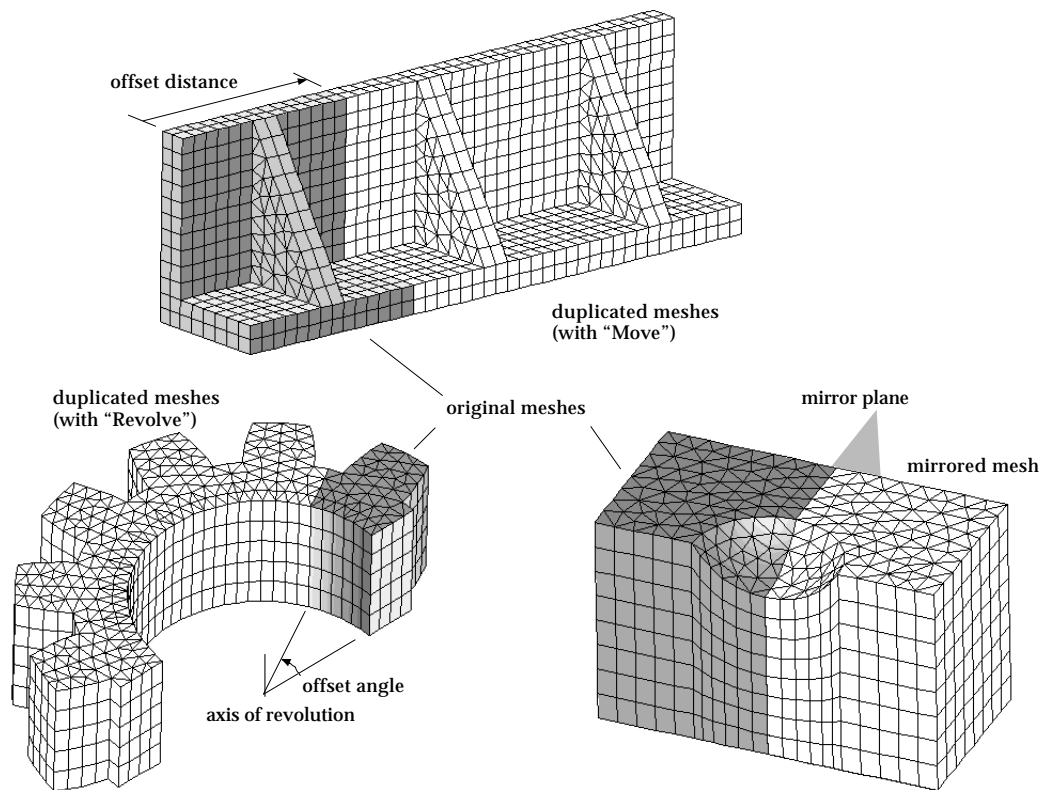 offset distance
duplicated meshes
(with “Move”)
duplicated meshes
(with “Revolve”)
original meshes
mirror plane
mirrored mesh
offset angle
axis of revolution